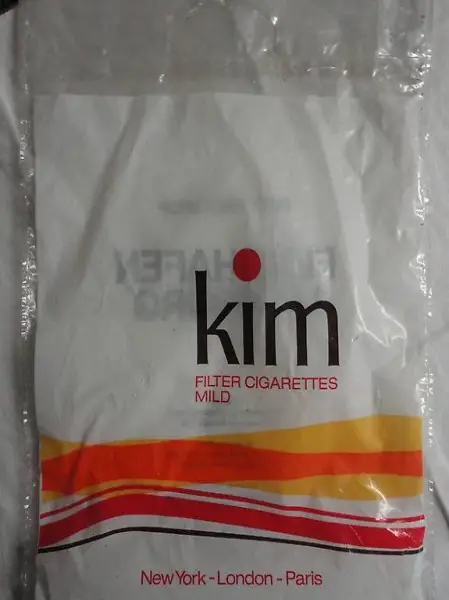 kim
FILTER CIGARETTES
MILD
New York - London - Paris